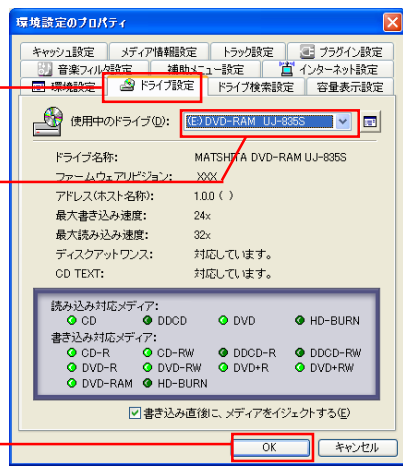 環境設定のプロパティ
キャッシュ設定 メディア情報設定 トラック設定 プラグイン設定
音楽フィルタ設定 補助メニュー設定 インターネット設定
環境設定 ドライブ設定 ドライブ検索設定 容量表示設定
使用中のドライブ(D): (E:)DVD-RAM UJ-835S
ドライブ名称: MATSHITA DVD-RAM UJ-835S
ファームウェアリビジョン: XXX
アドレス(ホスト名称): 1.0.0 ( )
最大書き込み速度: 24x
最大読み込み速度: 32x
ディスクアットワンス: 対応しています。
CD TEXT: 対応しています。
読み込み対応メディア:
CD DDCD DVD HD-BURN
書き込み対応メディア:
CD-R CD-RW DDCD-R DDCD-RW
DVD-R DVD-RW DVD+R DVD+RW
DVD-RAM HD-BURN
書き込み直後に、メディアをイジェクトする(E)
OK キャンセル